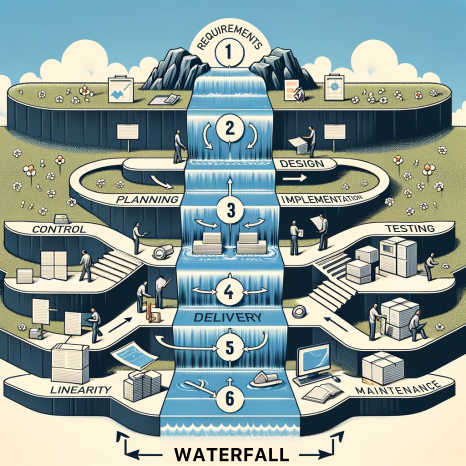 REQUIREMENTS
1
2
DESIGN
PLANNING
IMPLEMENTATION
3
CONTROL
TESTING
4
DELIVERY
5
LINEARITY
MAINTENANCE
6
WATERFALL